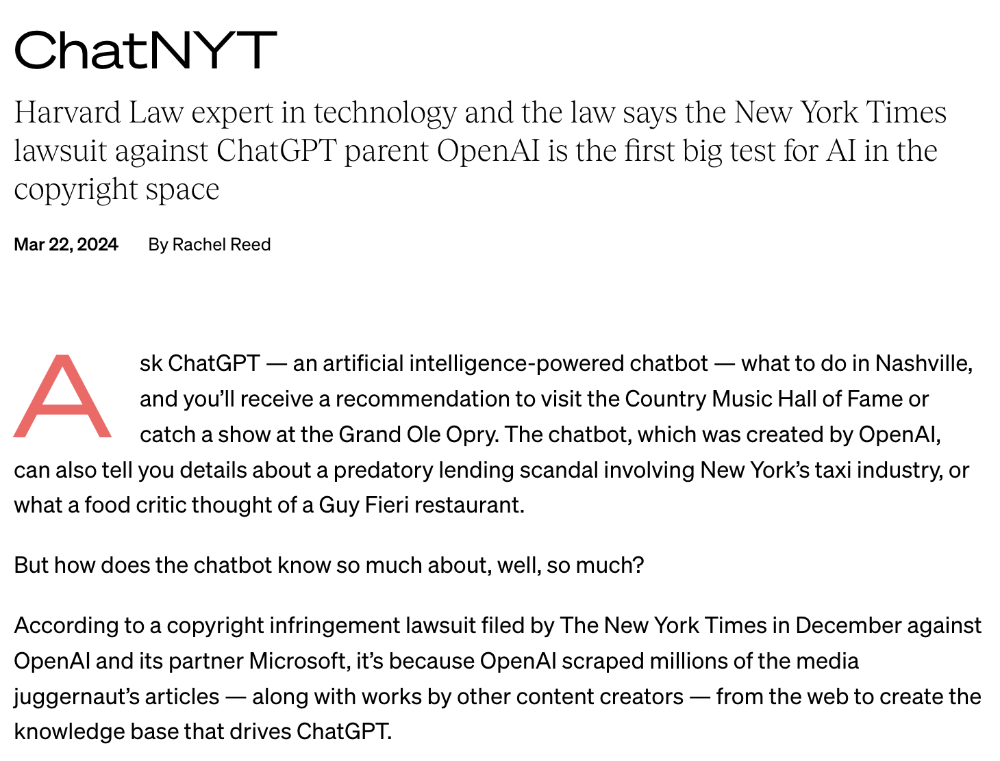 ChatNYT
Harvard Law expert in technology and the law says the New York Times
lawsuit against ChatGPT parent OpenAI is the first big test for AI in the
copyright space
Mar 22, 2024 By Rachel Reed
Ask ChatGPT — an artificial intelligence-powered chatbot — what to do in Nashville,
and you’ll receive a recommendation to visit the Country Music Hall of Fame or
catch a show at the Grand Ole Opry. The chatbot, which was created by OpenAI,
can also tell you details about a predatory lending scandal involving New York’s taxi industry, or
what a food critic thought of a Guy Fieri restaurant.
But how does the chatbot know so much about, well, so much?
According to a copyright infringement lawsuit filed by The New York Times in December against
OpenAI and its partner Microsoft, it’s because OpenAI scraped millions of the media
juggernaut’s articles — along with works by other content creators — from the web to create the
knowledge base that drives ChatGPT.